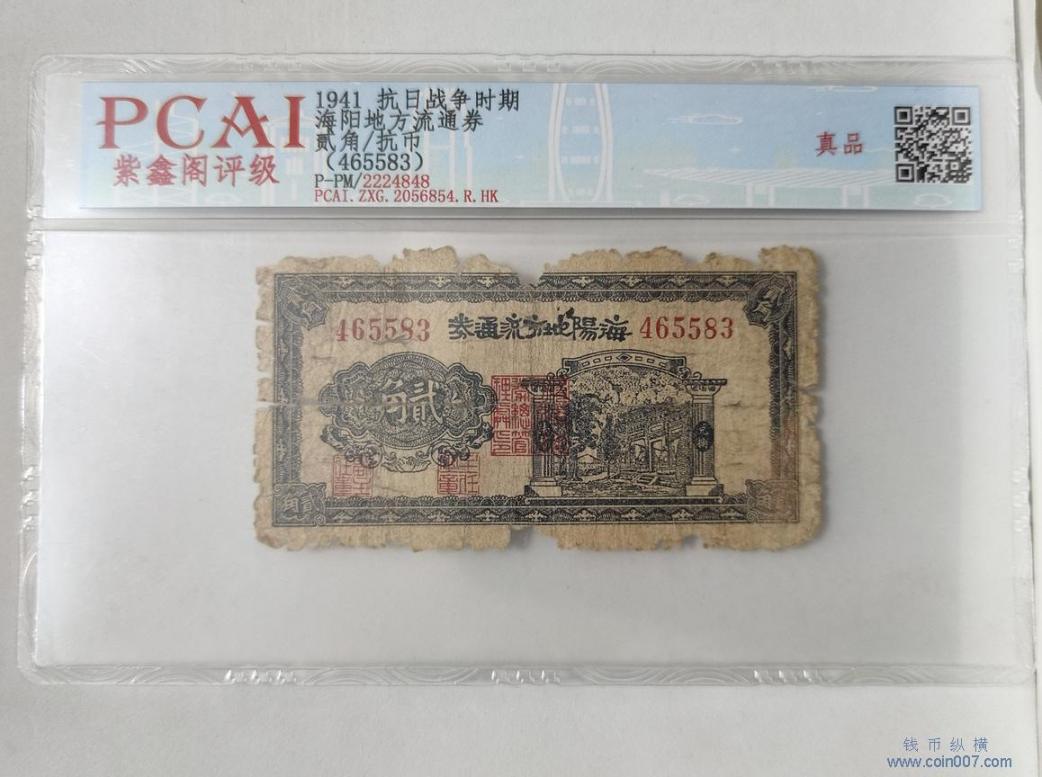 PCAI
紫鑫阁评级
1941 抗日战争时期
海阳地方流通券
贰角/抗币
(465583)
P-PM/2224848
PCAI.ZXG.2056854.R.HK
真品
465583
券通流方地陽海
465583
角貳
钱币纵横
www.coin007.com